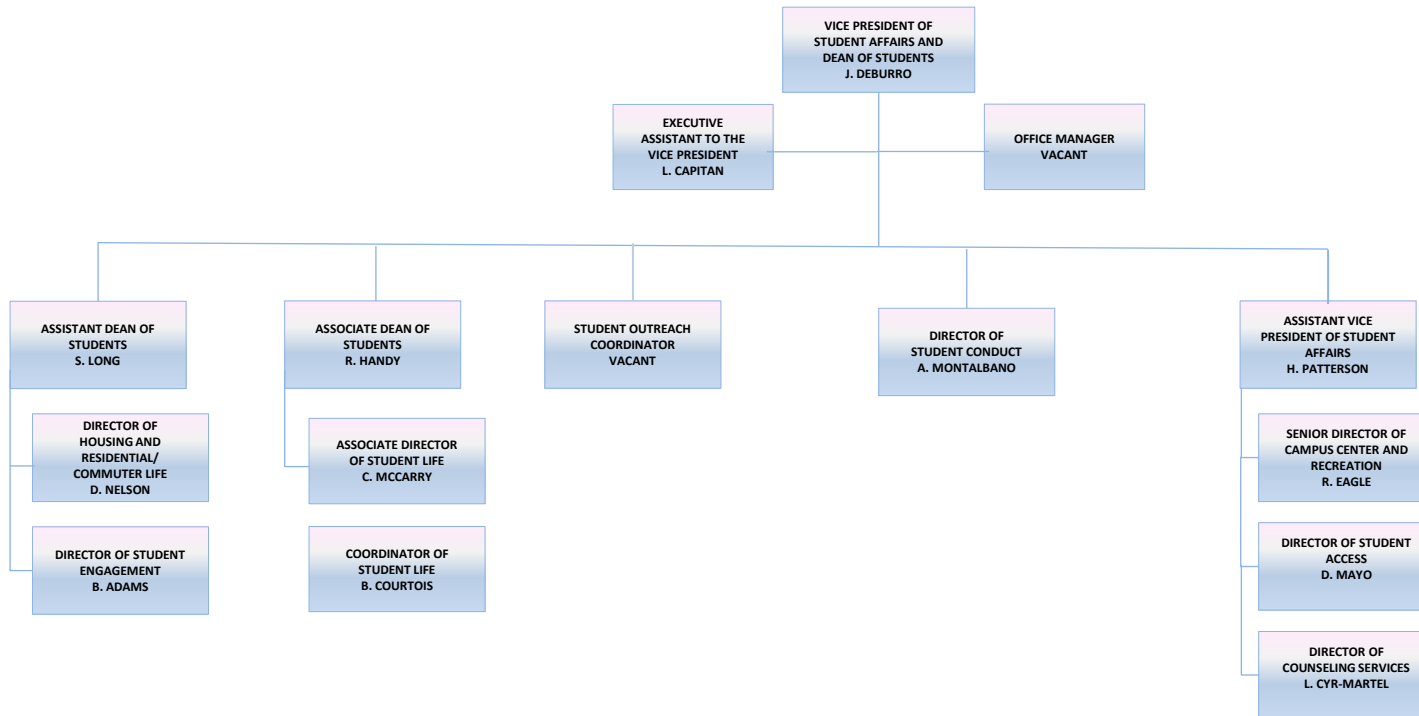 VICE PRESIDENT OF
STUDENT AFFAIRS AND
DEAN OF STUDENTS
J. DEBURRO
EXECUTIVE
ASSISTANT TO THE
VICE PRESIDENT
L. CAPITAN
OFFICE MANAGER
VACANT
ASSISTANT DEAN OF
STUDENTS
S. LONG
ASSOCIATE DEAN OF
STUDENTS
R. HANDY
STUDENT OUTREACH
COORDINATOR
VACANT
DIRECTOR OF
STUDENT CONDUCT
A. MONTALBANO
ASSISTANT VICE
PRESIDENT OF STUDENT
AFFAIRS
H. PATTERSON
DIRECTOR OF
HOUSING AND
RESIDENTIAL/
COMMUTER LIFE
D. NELSON
ASSOCIATE DIRECTOR
OF STUDENT LIFE
C. MCCARRY
SENIOR DIRECTOR OF
CAMPUS CENTER AND
RECREATION
R. EAGLE
DIRECTOR OF STUDENT
ENGAGEMENT
B. ADAMS
COORDINATOR OF
STUDENT LIFE
B. COURTOIS
DIRECTOR OF STUDENT
ACCESS
D. MAYO
DIRECTOR OF
COUNSELING SERVICES
L. CYR-MARTEL